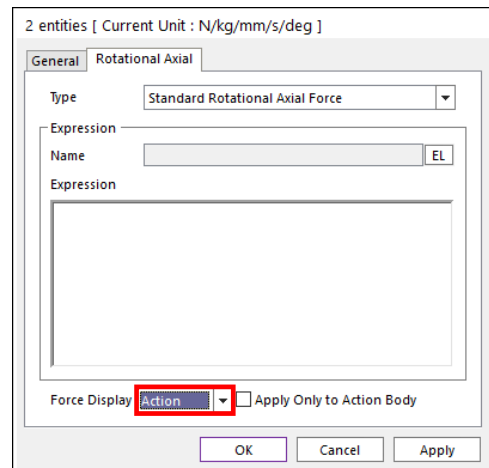 2 entities [ Current Unit : N/kg/mm/s/deg ]
General Rotational Axial
Type Standard Rotational Axial Force
Expression
Name EL
Expression
Force Display Action Apply Only to Action Body
OK Cancel Apply